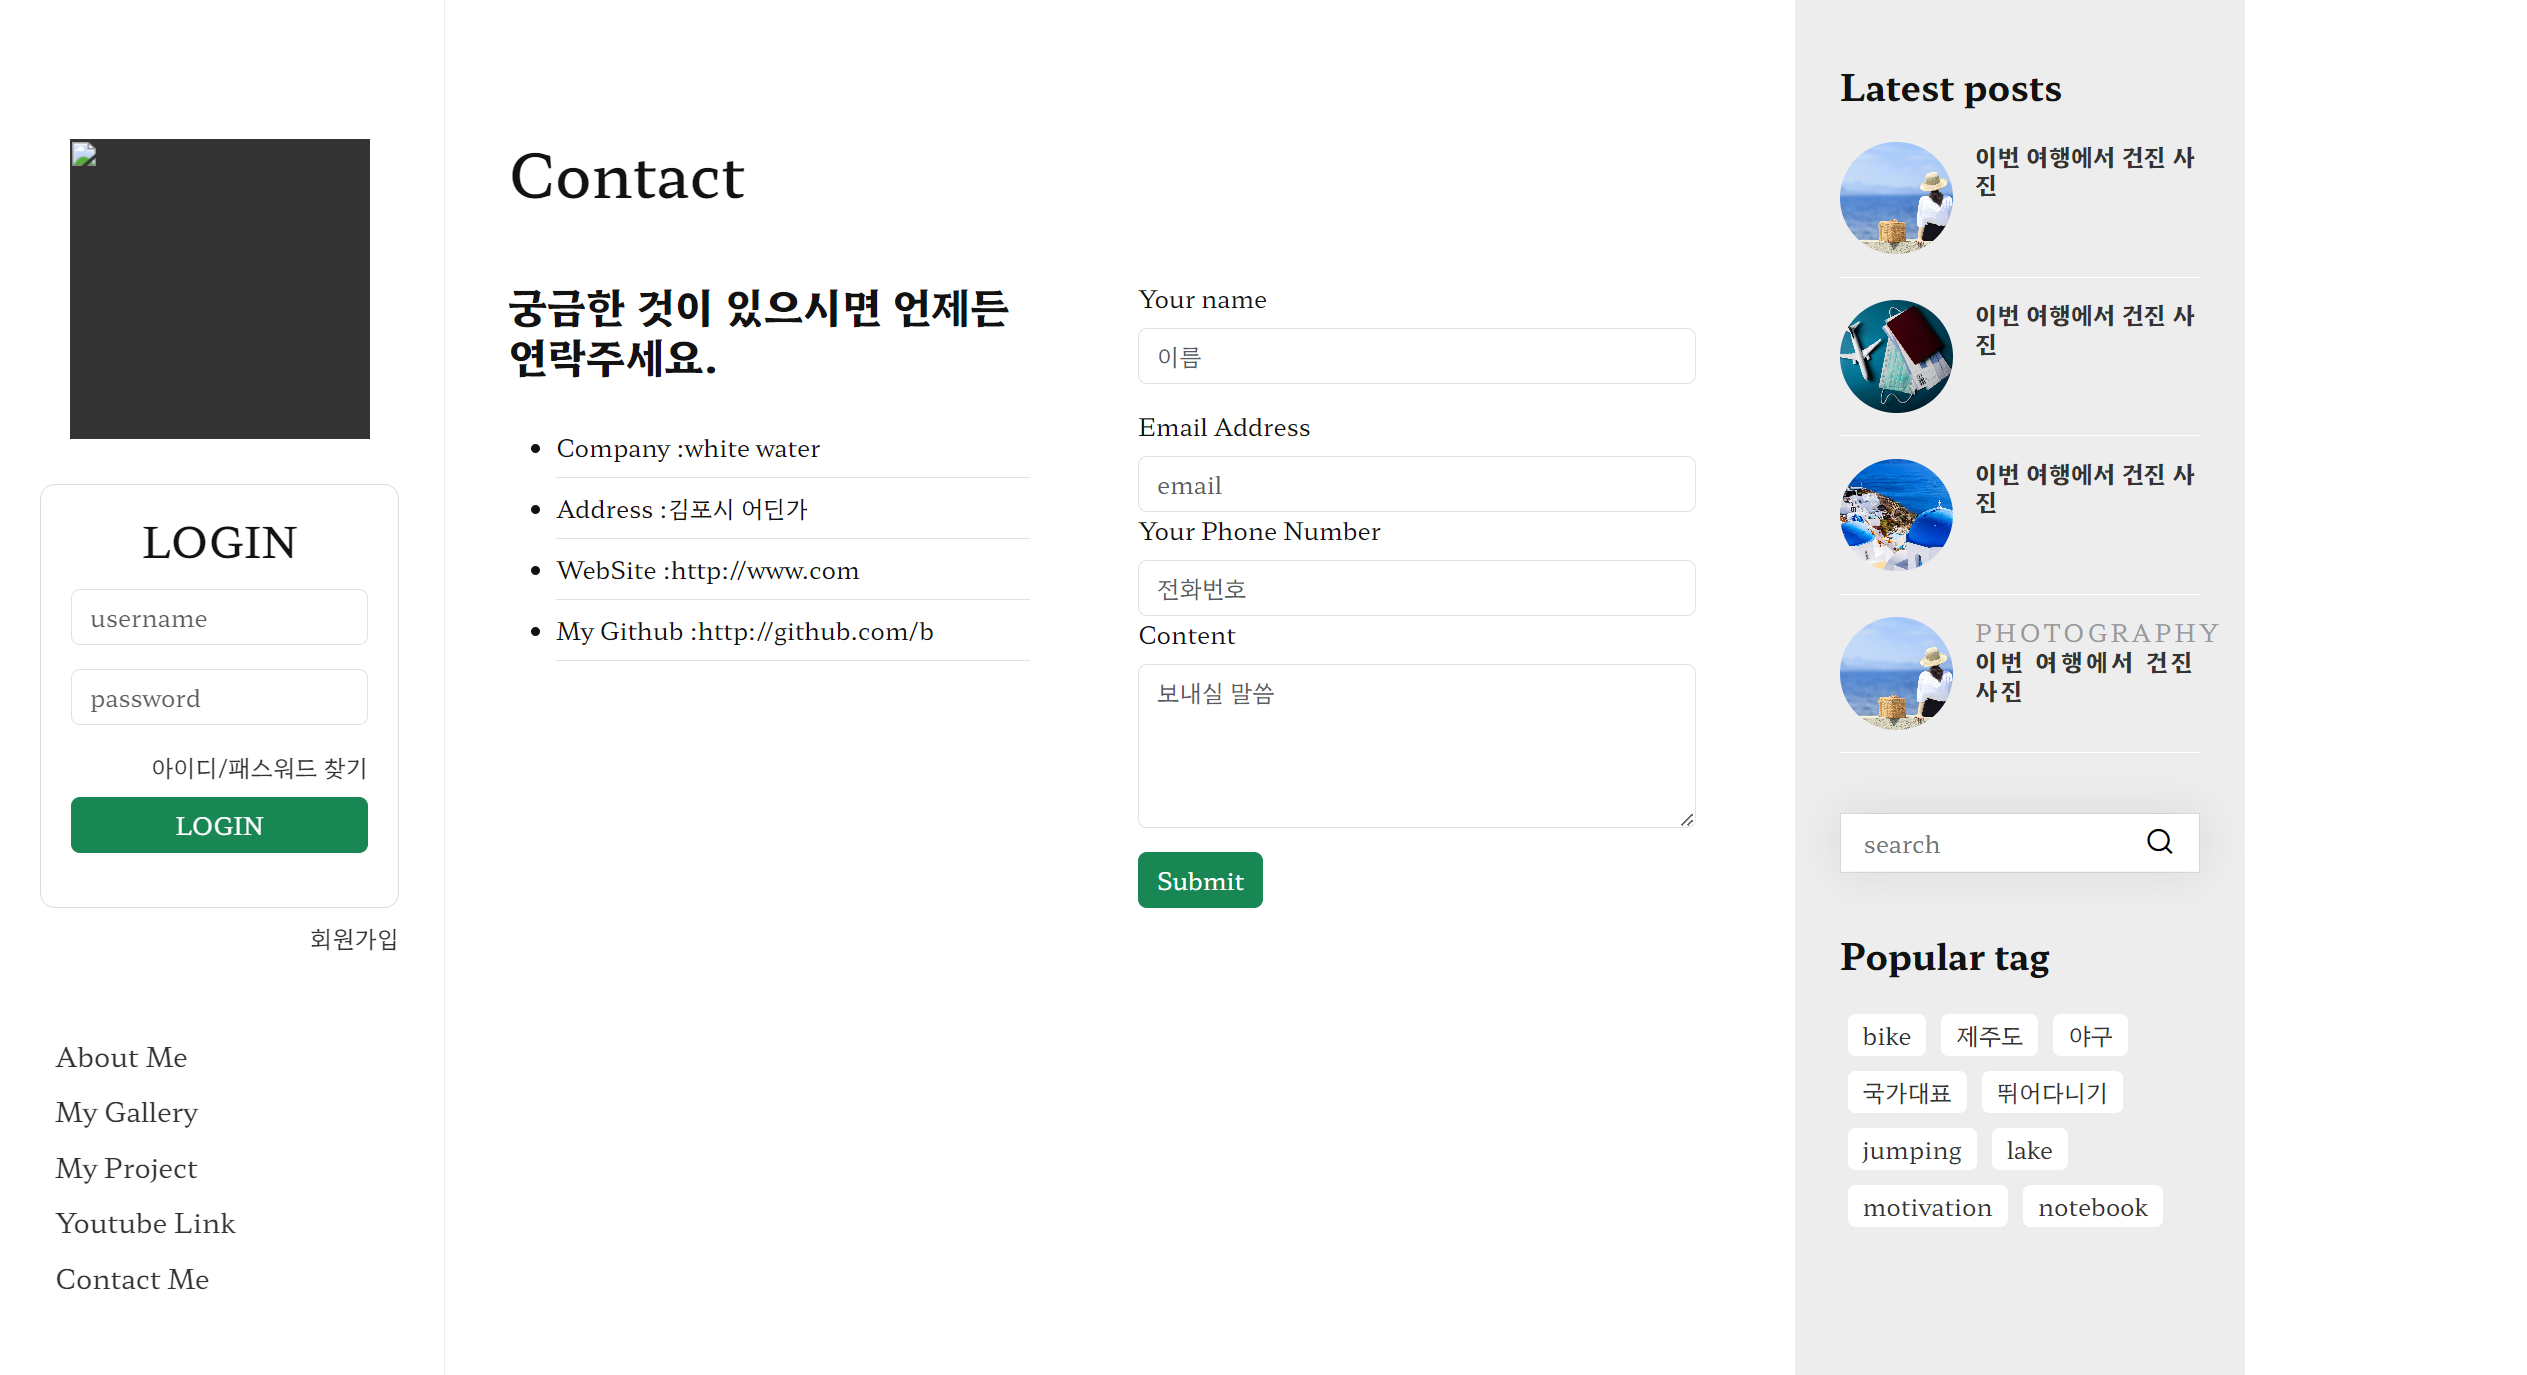 LOGIN
username
password
아이디/패스워드 찾기
LOGIN
회원가입
About Me
My Gallery
My Project
Youtube Link
Contact Me
Contact
궁금한 것이 있으시면 언제든
연락주세요.
Company :white water
Address :김포시 어딘가
WebSite :http://www.com
My Github :http://github.com/b
Your name
이름
Email Address
email
Your Phone Number
전화번호
Content
보내실 말씀
Submit
Latest posts
이번 여행에서 건진 사
진
이번 여행에서 건진 사
진
이번 여행에서 건진 사
진
PHOTOGRAPHY
이번 여행에서 건진
사진
search
Popular tag
bike 제주도 야구
국가대표 뛰어다니기
jumping lake
motivation notebook